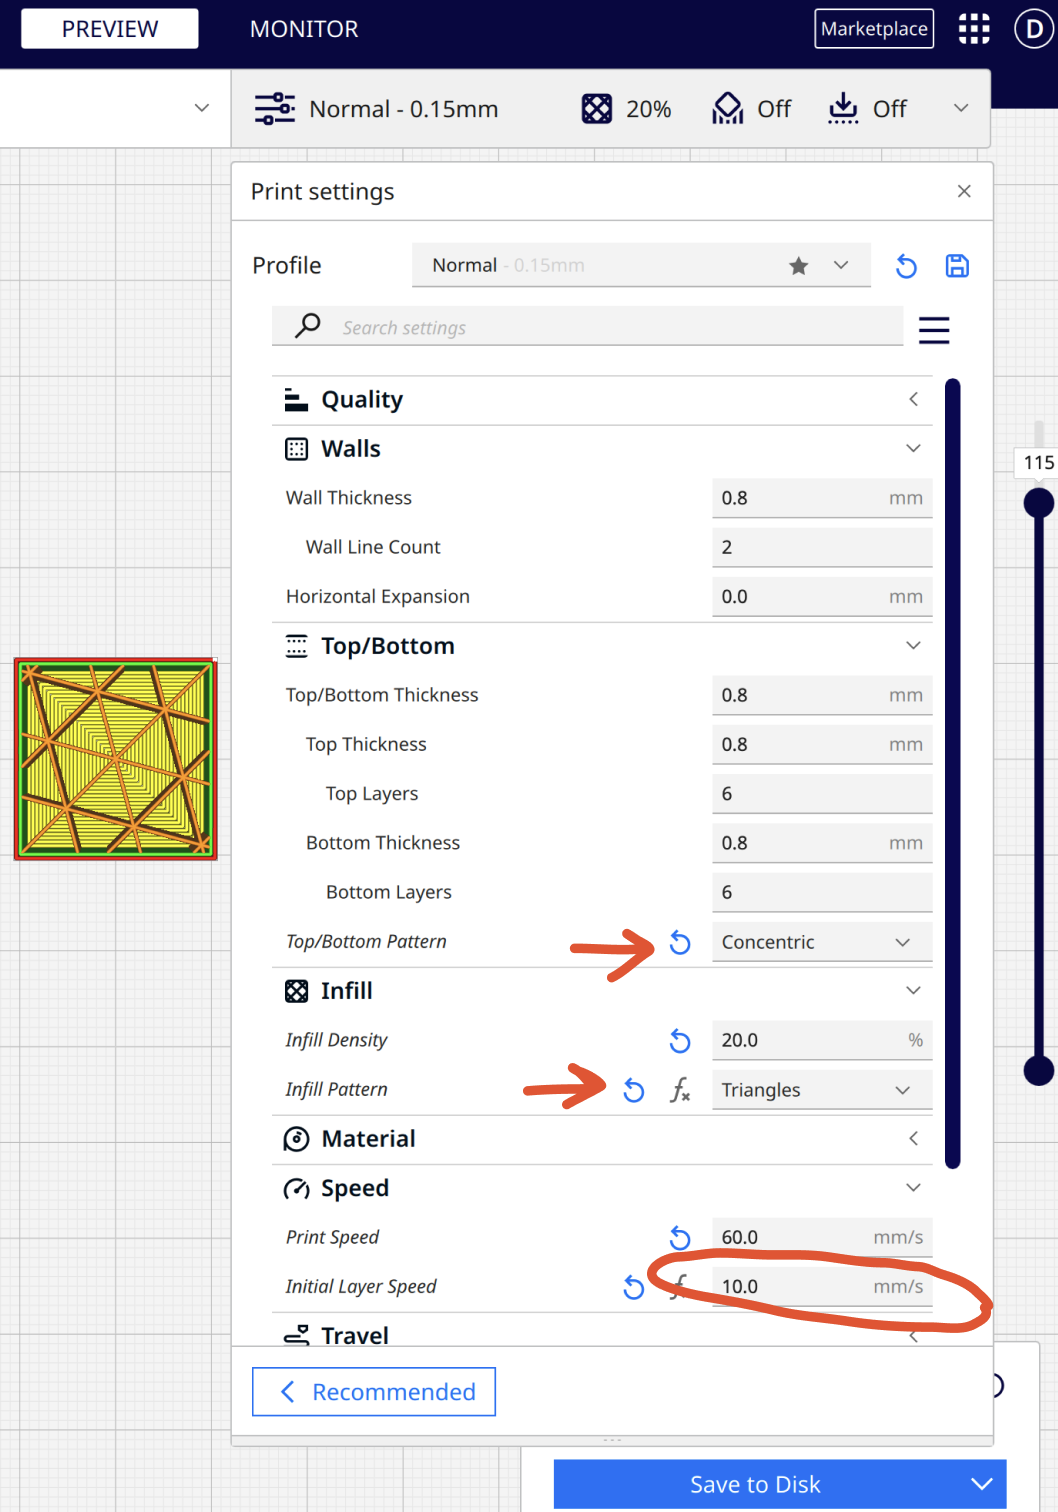 PREVIEW MONITOR Marketplace D
Normal - 0.15mm 20% Off Off
Print settings
Profile Normal - 0.15mm
Search settings
Quality
Walls
Wall Thickness 0.8 mm
Wall Line Count 2
Horizontal Expansion 0.0 mm
Top/Bottom
Top/Bottom Thickness 0.8 mm
Top Thickness 0.8 mm
Top Layers 6
Bottom Thickness 0.8 mm
Bottom Layers 6
Top/Bottom Pattern Concentric
Infill
Infill Density 20.0 %
Infill Pattern fx Triangles
Material
Speed
Print Speed 60.0 mm/s
Initial Layer Speed 10.0 mm/s
Travel
Recommended
Save to Disk
115